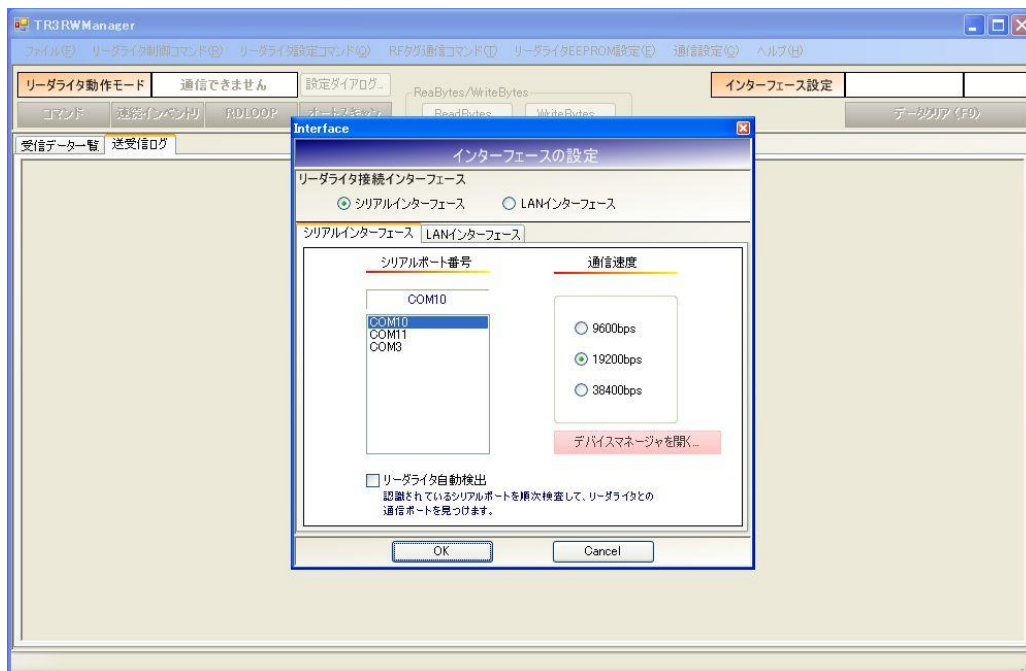 TR3RWManager
ファイル(F) リーダライタ制御コマンド(R) リーダライタ設定コマンド(Q) RFタグ通信コマンド(T) リーダライタEEPROM設定(E) 通信設定(C) ヘルプ(H)
リーダライタ動作モード 通信できません 設定ダイアログ... ReaBytes/WriteBytes インターフェース設定
コマンド 連続インベントリ RDLOOP オートスキャン ReadBytes WriteBytes データクリア (F9)
受信データ一覧 送受信ログ
Interface
インターフェースの設定
リーダライタ接続インターフェース
シリアルインターフェース LANインターフェース
シリアルインターフェース LANインターフェース
シリアルポート番号 通信速度
COM10
COM10
COM11
COM3
9600bps
19200bps
38400bps
デバイスマネージャを開く...
リーダライタ自動検出
認識されているシリアルポートを順次検査して、リーダライタとの
通信ポートを見つけます。
OK Cancel